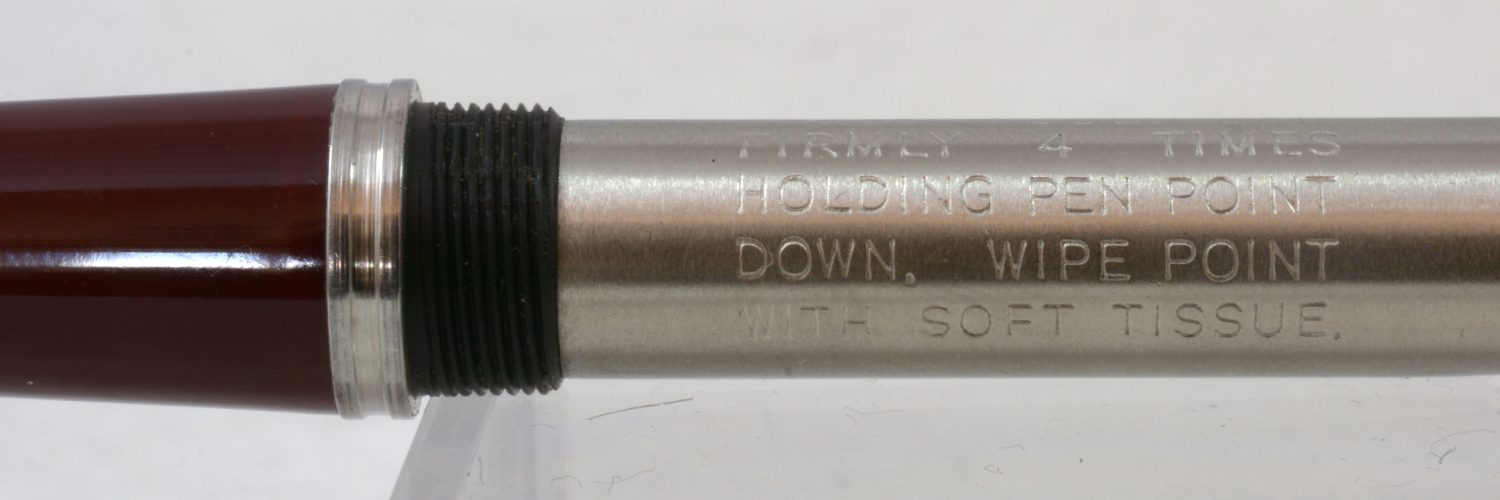 FIRMLY 4 TIMES
HOLDING PEN POINT
DOWN, WIPE POINT
WITH SOFT TISSUE.